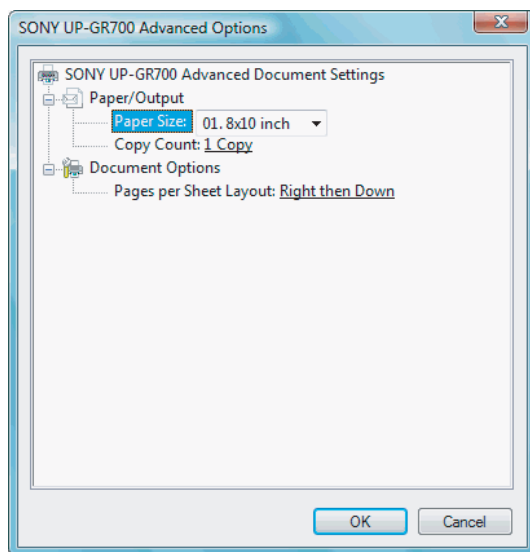 SONY UP-GR700 Advanced Options
SONY UP-GR700 Advanced Document Settings
Paper/Output
Paper Size: 01. 8x10 inch
Copy Count: 1 Copy
Document Options
Pages per Sheet Layout: Right then Down
OK Cancel